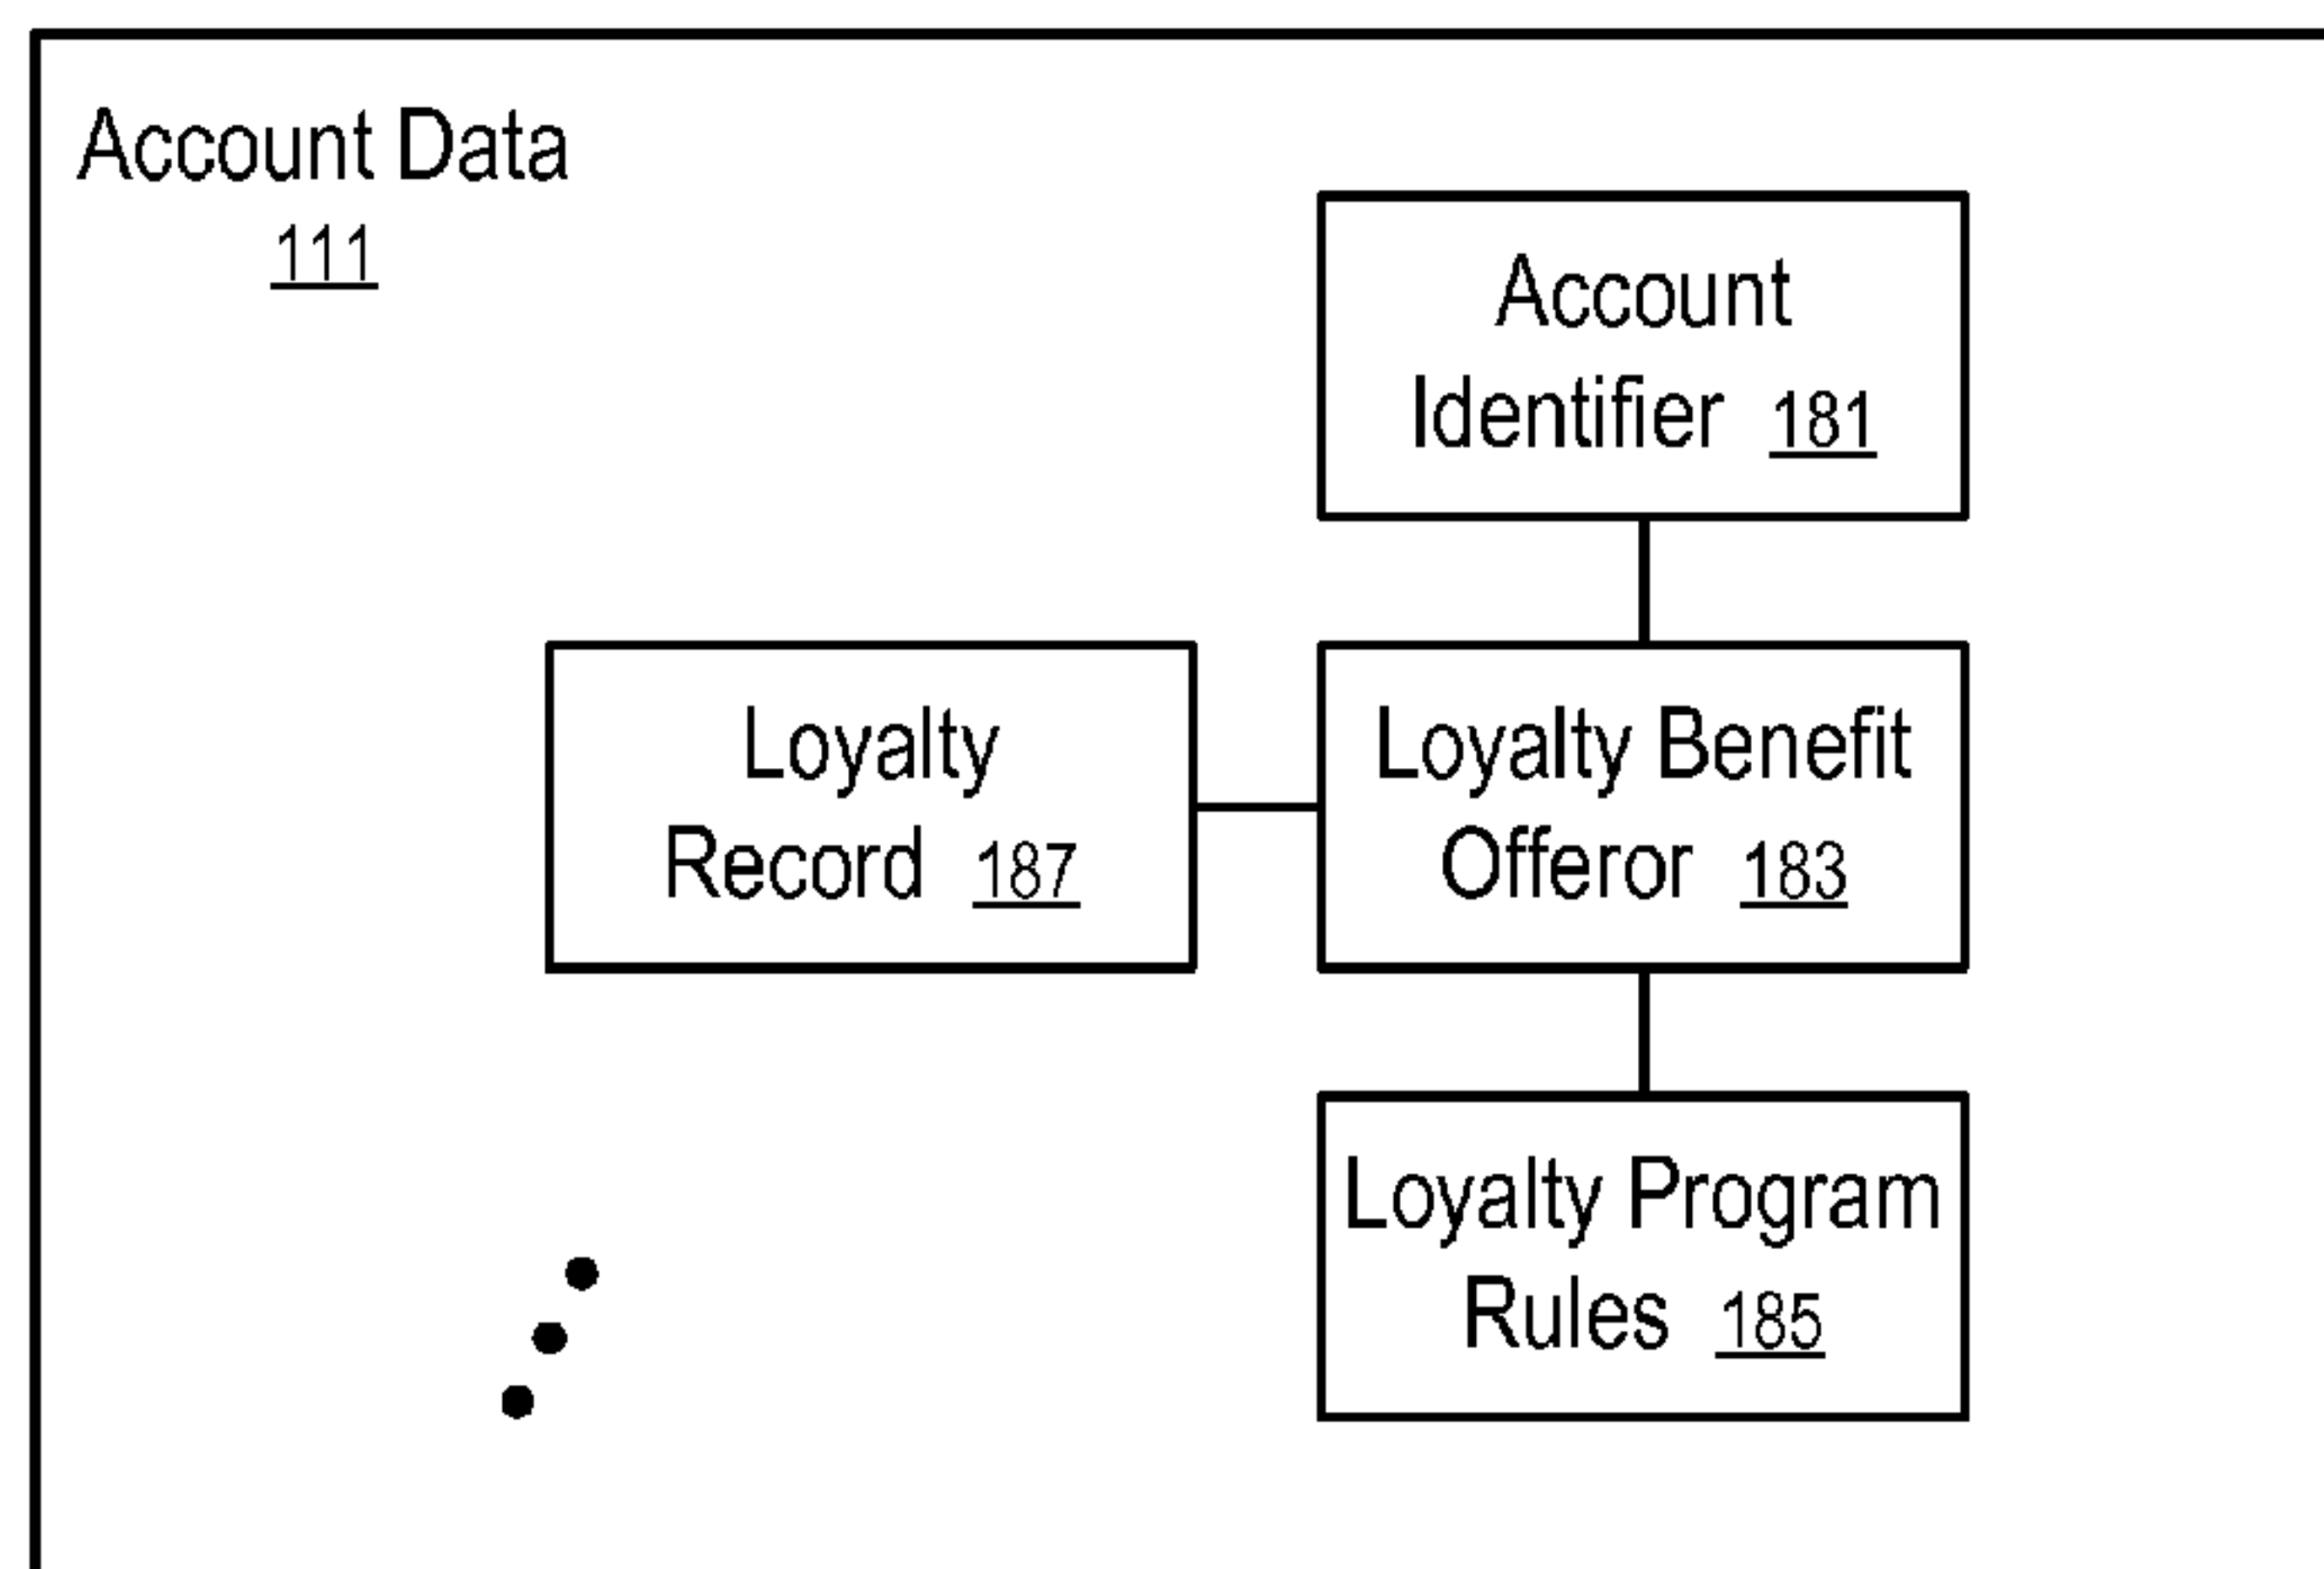 Account Data
111
Account
Identifier 181
Loyalty
Record 187
Loyalty Benefit
Offeror 183
Loyalty Program
Rules 185